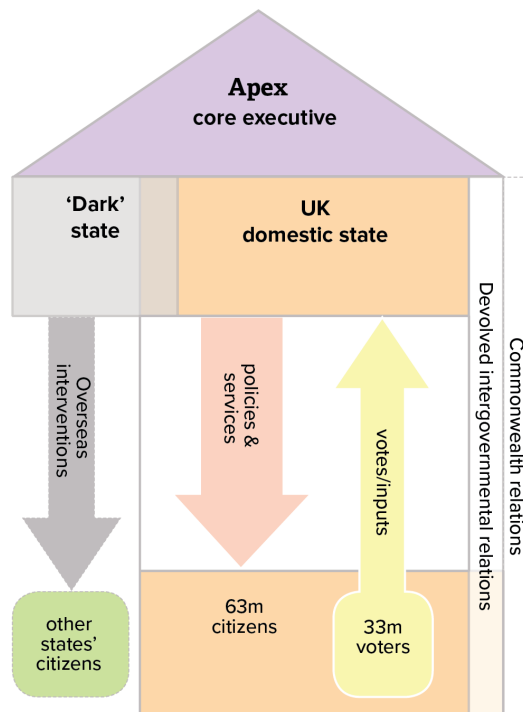 Apex
core executive
‘Dark’
state
UK
domestic state
Overseas
interventions
policies &
services
votes/inputs
Devolved intergovernmental relations
Commonwealth relations
other
states’
citizens
63m
citizens
33m
voters